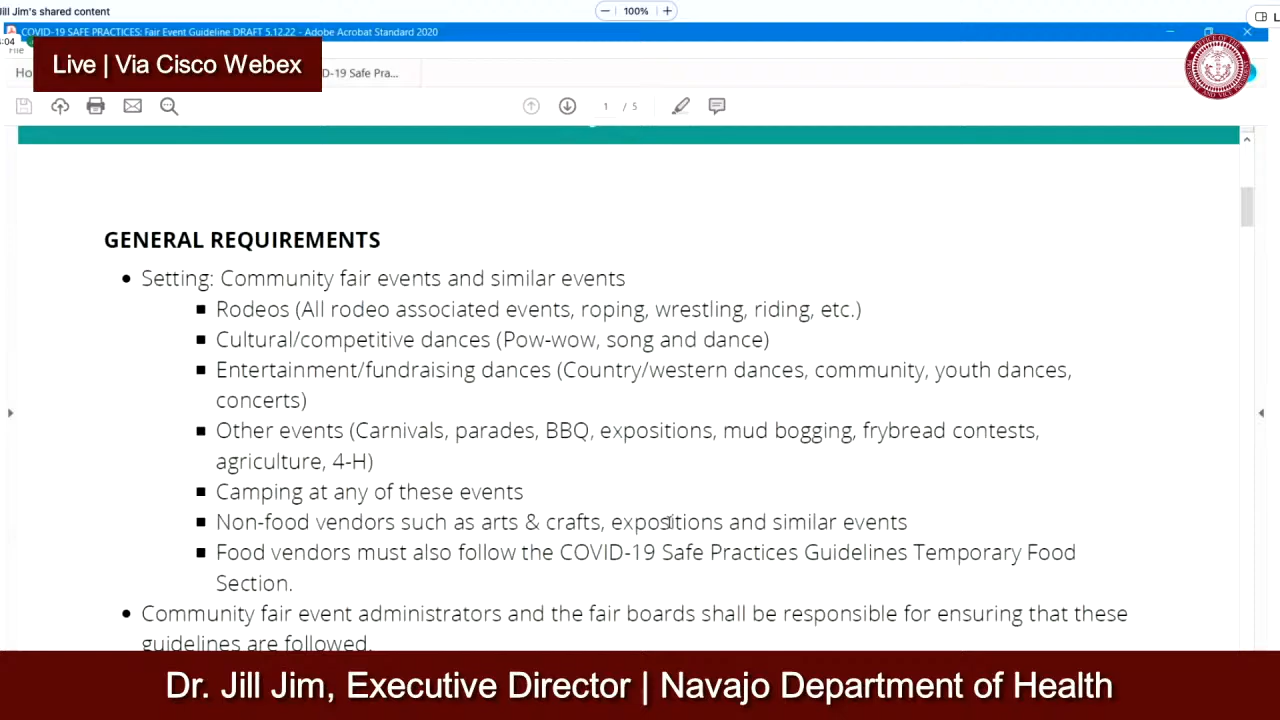 Jill Jim's shared content
100%
COVID-19 SAFE PRACTICES: Fair Event Guideline DRAFT 5.12.22 - Adobe Acrobat Standard 2020
Live | Via Cisco Webex
D-19 Safe Pra...
1 / 5
GENERAL REQUIREMENTS
• Setting: Community fair events and similar events
▪ Rodeos (All rodeo associated events, roping, wrestling, riding, etc.)
▪ Cultural/competitive dances (Pow-wow, song and dance)
▪ Entertainment/fundraising dances (Country/western dances, community, youth dances,
concerts)
▪ Other events (Carnivals, parades, BBQ, expositions, mud bogging, frybread contests,
agriculture, 4-H)
▪ Camping at any of these events
▪ Non-food vendors such as arts & crafts, expositions and similar events
▪ Food vendors must also follow the COVID-19 Safe Practices Guidelines Temporary Food
Section.
• Community fair event administrators and the fair boards shall be responsible for ensuring that these
guidelines are followed.
Dr. Jill Jim, Executive Director | Navajo Department of Health